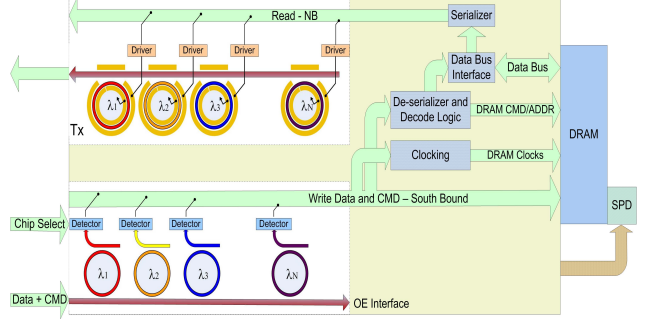 Read - NB
Serializer
Driver
Driver
Driver
Driver
Data Bus
Interface
Data Bus
λ1
λ2
λ3
λN
De-serializer and
Decode Logic
DRAM CMD/ADDR
DRAM
Tx
Clocking
DRAM Clocks
Write Data and CMD – South Bound
SPD
Chip Select
Detector
Detector
Detector
Detector
λ1
λ2
λ3
λN
Data + CMD
OE Interface